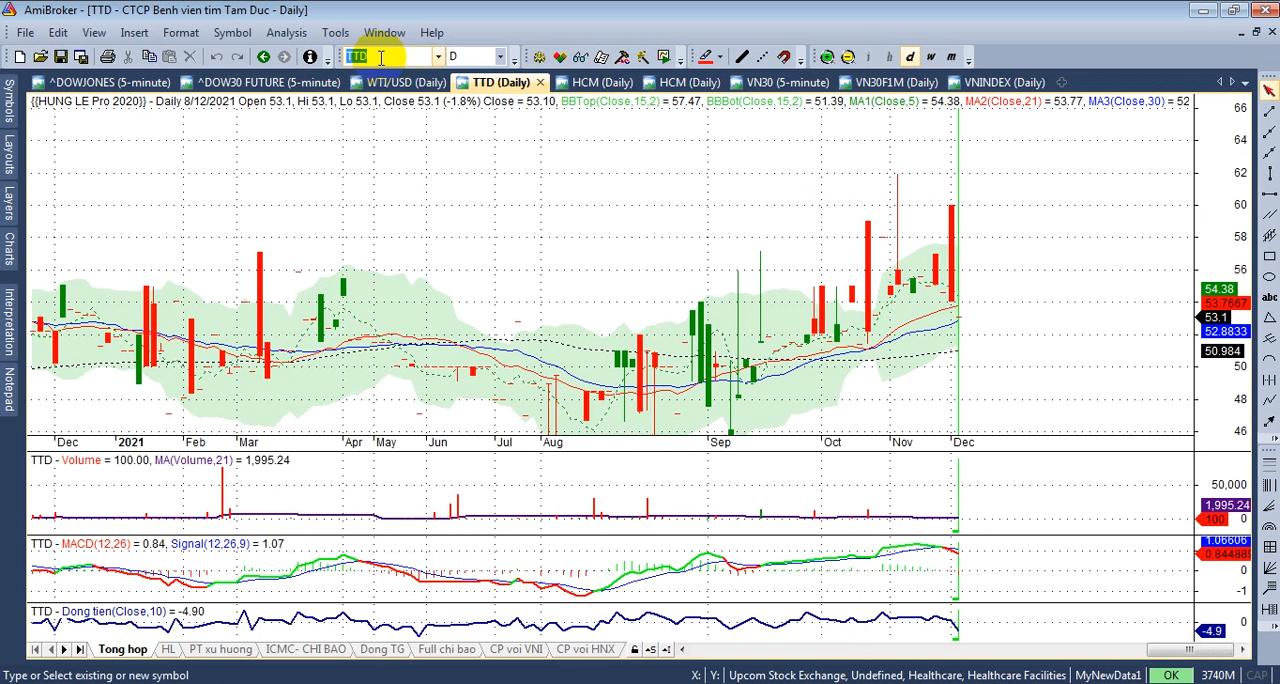 AmiBroker - [TTD - CTCP Benh vien tim Tam Duc - Daily]
File Edit View Insert Format Symbol Analysis Tools Window Help
TTD D i h d w m
^DOWJONES (5-minute) ^DOW30 FUTURE (5-minute) WTI/USD (Daily) TTD (Daily) HCM (Daily) HCM (Daily) VN30 (5-minute) VN30F1M (Daily) VNINDEX (Daily)
{{HUNG LE Pro 2020}} - Daily 8/12/2021 Open 53.1, Hi 53.1, Lo 53.1, Close 53.1 (-1.8%) Close = 53.10, BBTop(Close,15,2) = 57.47, BBBot(Close,15,2) = 51.39, MA1(Close,5) = 54.38, MA2(Close,21) = 53.77, MA3(Close,30) = 52
66
64
62
60
58
56
54.38
53.7667
53.1
52.8833
50.984
50
48
46
Symbols
Layouts
Layers
Charts
Interpretation
Notepad
abc
Dec 2021 Feb Mar Apr May Jun Jul Aug Sep Oct Nov Dec
TTD - Volume = 100.00, MA(Volume,21) = 1,995.24
50,000
1,995.24
100 0
TTD - MACD(12,26) = 0.84, Signal(12,26,9) = 1.07
1.06606
0.844889
-1
TTD - Dong tien(Close,10) = -4.90
0
-4.9
Tong hop HL PT xu huong ICMC- CHI BAO Dong TG Full chi bao CP voi VNI CP voi HNX
Type or Select existing or new symbol X: Y: Upcom Stock Exchange, Undefined, Healthcare, Healthcare Facilities MyNewData1 OK 3740M CAP